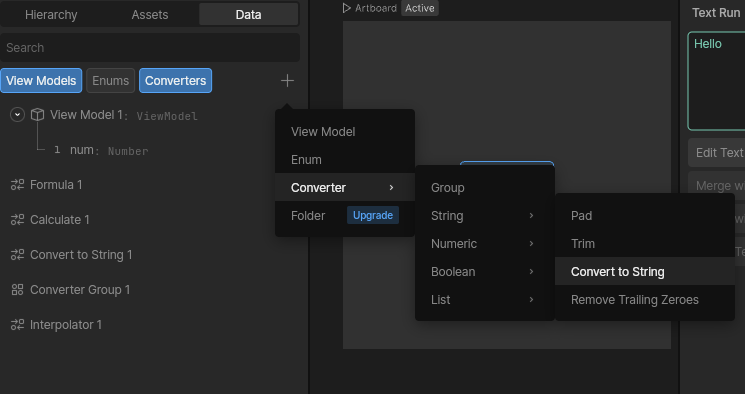 Hierarchy Assets Data
Search
View Models Enums Converters
View Model 1: ViewModel
1 num: Number
Formula 1
Calculate 1
Convert to String 1
Converter Group 1
Interpolator 1
Artboard Active
View Model
Enum
Converter
Folder Upgrade
Group
String
Numeric
Boolean
List
Pad
Trim
Convert to String
Remove Trailing Zeroes
Text Run
Hello
Edit Text
Merge w